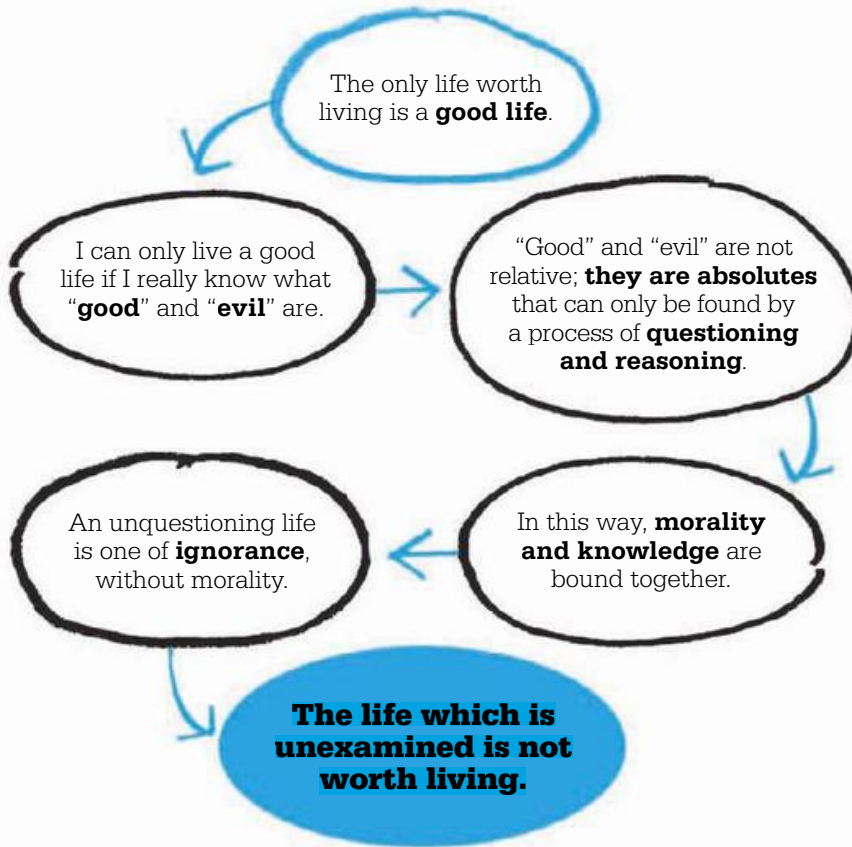 The only life worth
living is a good life.
I can only live a good
life if I really know what
“good” and “evil” are.
“Good” and “evil” are not
relative; they are absolutes
that can only be found by
a process of questioning
and reasoning.
In this way, morality
and knowledge are
bound together.
An unquestioning life
is one of ignorance,
without morality.
The life which is
unexamined is not
worth living.